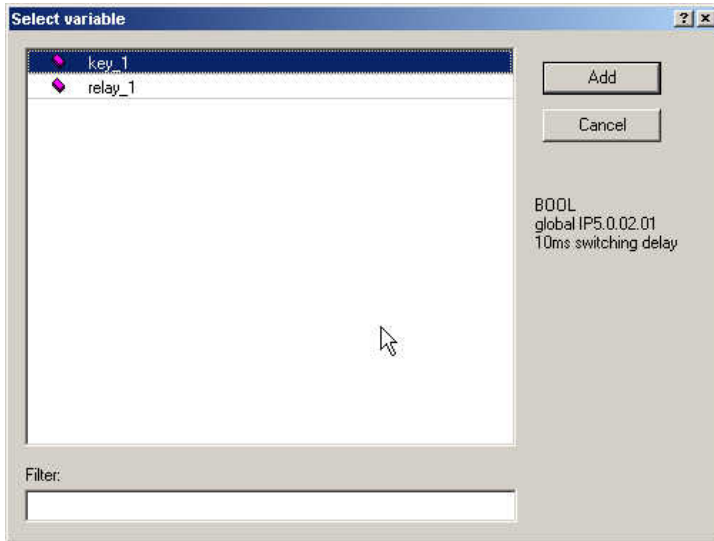 Select variable
key_1
relay_1
Add
Cancel
BOOL
global IP5.0.02.01
10ms switching delay
Filter: